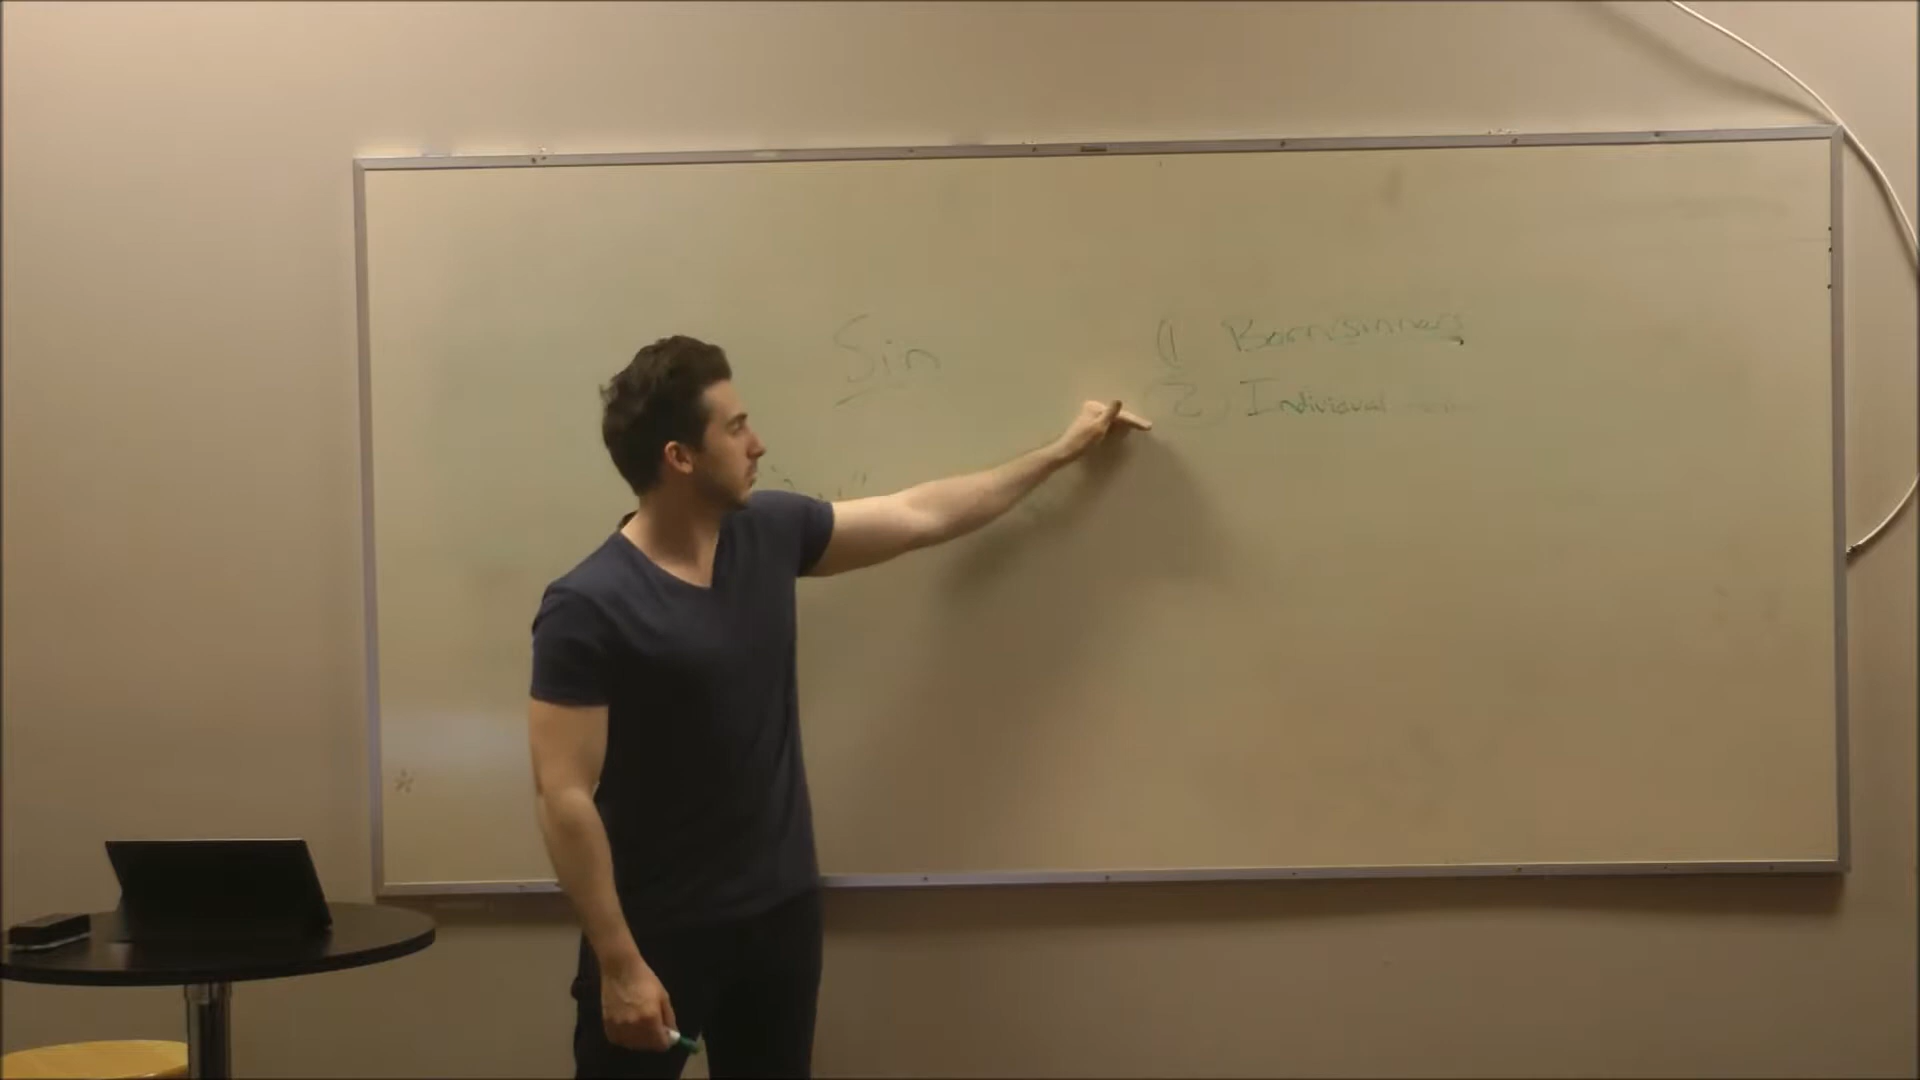 Sin
1) Born sinners
2) Individual